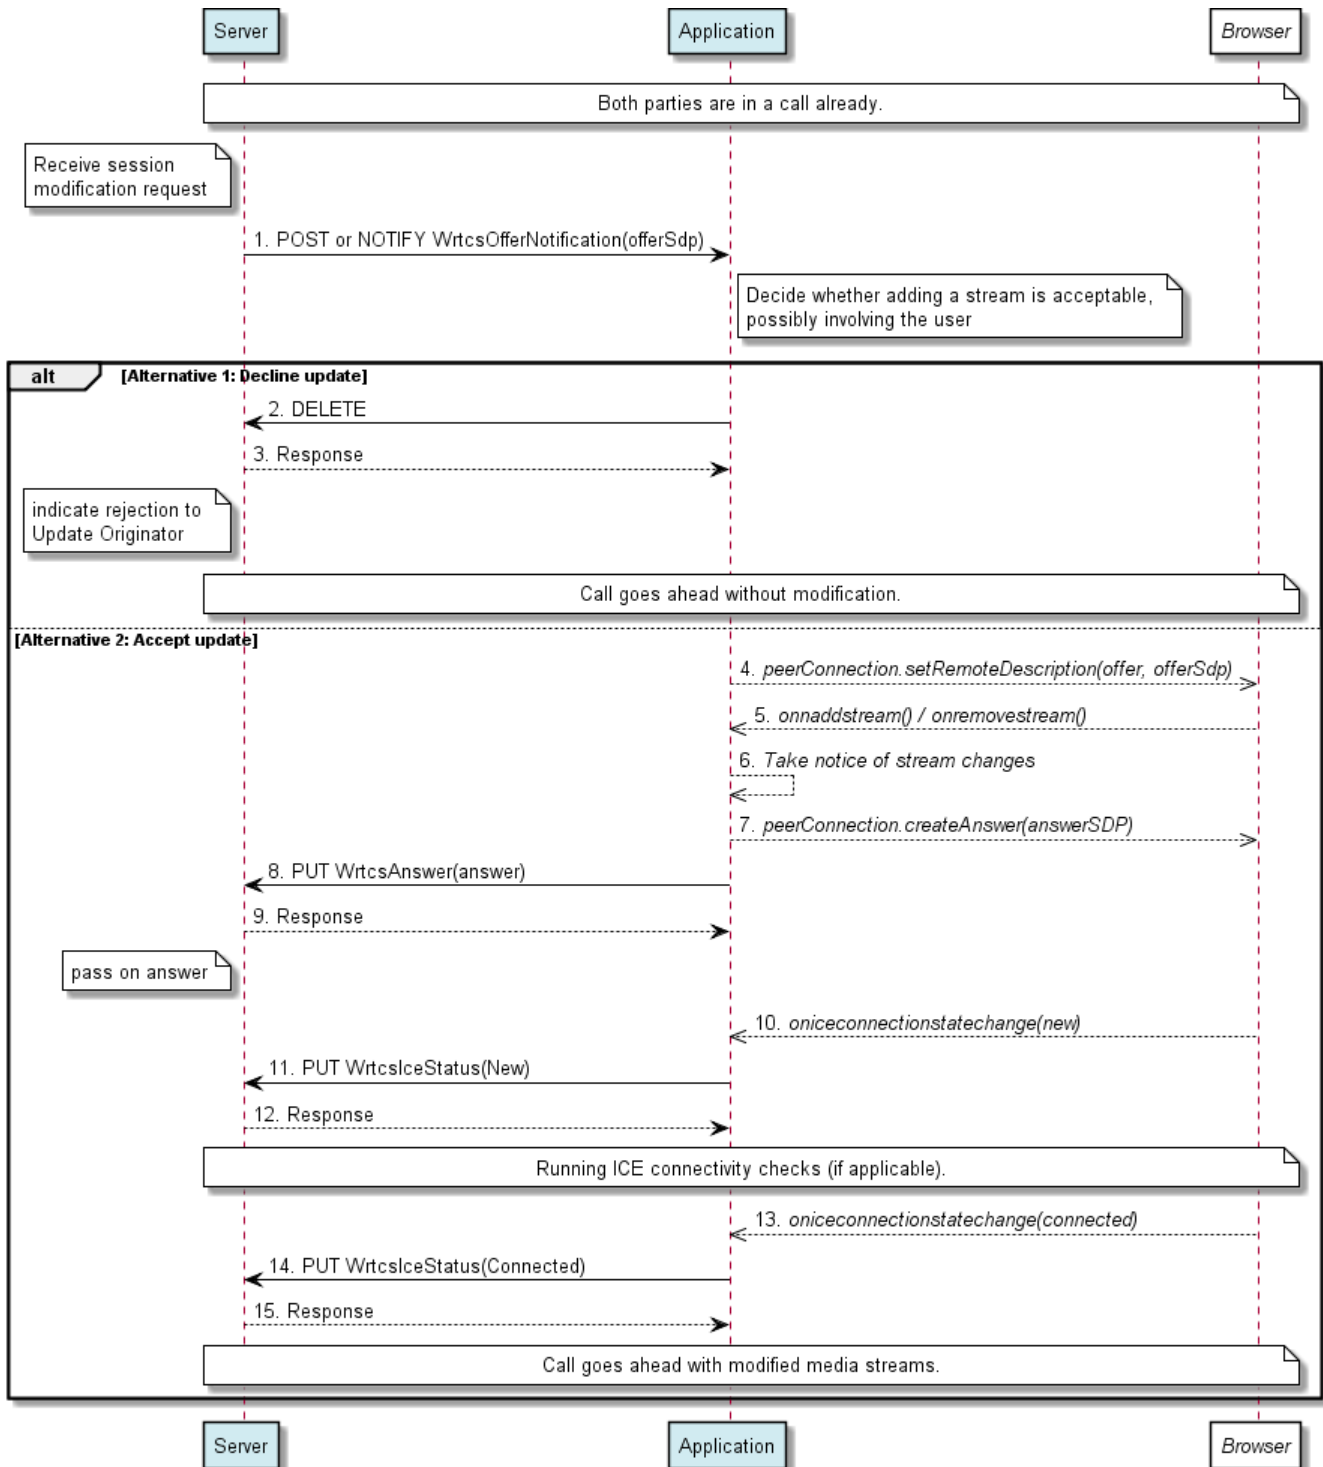 Server
Application
Browser
Both parties are in a call already.
Receive session
modification request
1. POST or NOTIFY WrtcsOfferNotification(offerSdp)
Decide whether adding a stream is acceptable,
possibly involving the user
alt
[Alternative 1: Decline update]
2. DELETE
3. Response
indicate rejection to
Update Originator
Call goes ahead without modification.
[Alternative 2: Accept update]
4. peerConnection.setRemoteDescription(offer, offerSdp)
5. onnaddstream() / onremovestream()
6. Take notice of stream changes
7. peerConnection.createAnswer(answerSDP)
8. PUT WrtcsAnswer(answer)
9. Response
pass on answer
10. oniceconnectionstatechange(new)
11. PUT WrtcsIceStatus(New)
12. Response
Running ICE connectivity checks (if applicable).
13. oniceconnectionstatechange(connected)
14. PUT WrtcsIceStatus(Connected)
15. Response
Call goes ahead with modified media streams.
Server
Application
Browser